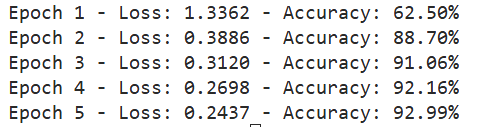 Epoch 1 - Loss: 1.3362 - Accuracy: 62.50%
Epoch 2 - Loss: 0.3886 - Accuracy: 88.70%
Epoch 3 - Loss: 0.3120 - Accuracy: 91.06%
Epoch 4 - Loss: 0.2698 - Accuracy: 92.16%
Epoch 5 - Loss: 0.2437 - Accuracy: 92.99%